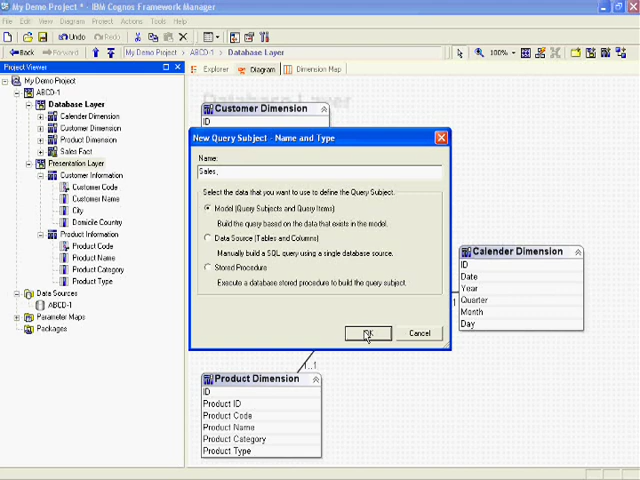 My Demo Project * - IBM Cognos Framework Manager
File Edit View Diagram Project Actions Tools Help
Undo Redo
Back Forward My Demo Project ABCD-1 Database Layer 100%
Project Viewer
Explorer Diagram Dimension Map
My Demo Project
ABCD-1
Database Layer
Calender Dimension
Customer Dimension
Product Dimension
Sales Fact
Presentation Layer
Customer Information
Customer Code
Customer Name
City
Domicile Country
Product Information
Product Code
Product Name
Product Category
Product Type
Data Sources
ABCD-1
Parameter Maps
Packages
Database Layer
Customer Dimension
ID
New Query Subject - Name and Type
Name:
Sales
Select the data that you want to use to define the Query Subject.
Model (Query Subjects and Query Items)
Build the query based on the data that exists in the model.
Data Source (Tables and Columns)
Manually build a SQL query using a single database source.
Stored Procedure
Execute a database stored procedure to build the query subject.
OK Cancel
Calender Dimension
ID
Date
Year
Quarter
Month
Day
1..1
Product Dimension
ID
Product ID
Product Code
Product Name
Product Category
Product Type